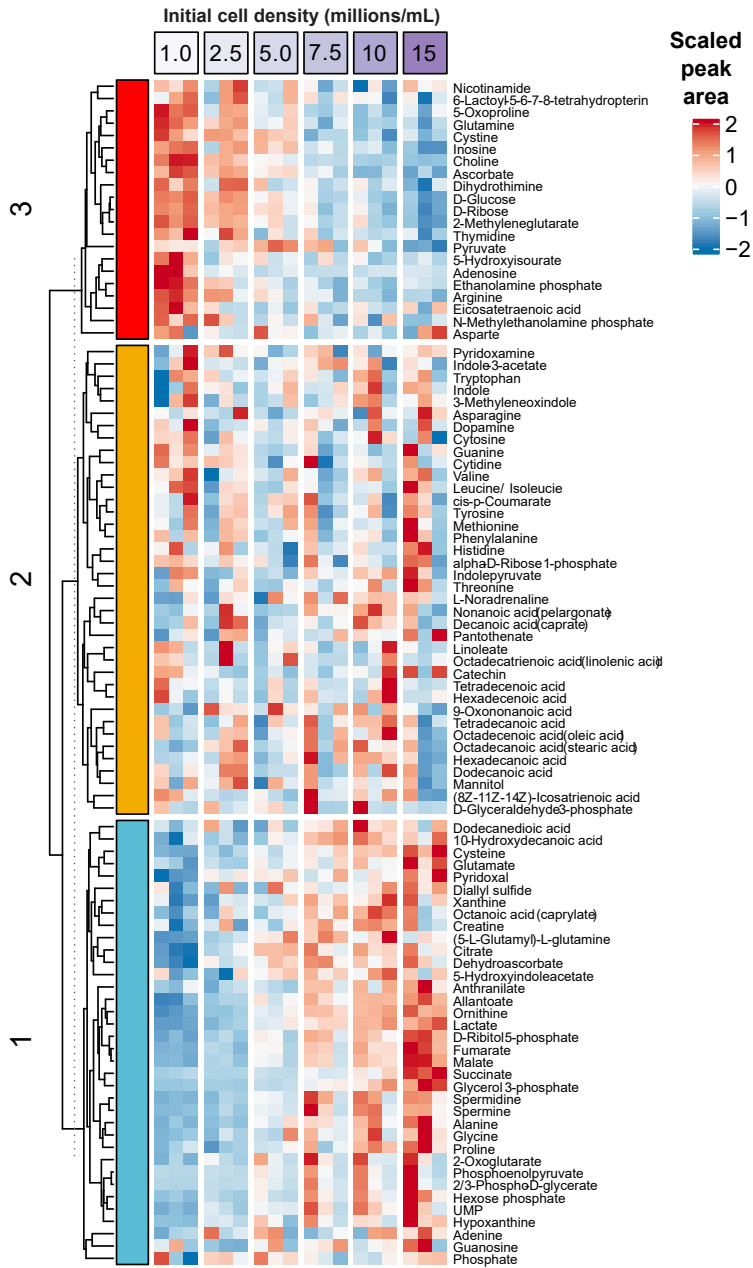 Initial cell density (millions/mL)
1.0 2.5 5.0 7.5 10 15
Scaled
peak
area
2
1
0
−1
−2
3
Nicotinamide
6-Lactoyl-5-6-7-8-tetrahydropterin
5-Oxoproline
Glutamine
Cystine
Inosine
Choline
Ascorbate
Dihydrothimine
D-Glucose
D-Ribose
2-Methyleneglutarate
Thymidine
Pyruvate
5-Hydroxyisourate
Adenosine
Ethanolamine phosphate
Arginine
Eicosatetraenoic acid
N-Methylethanolamine phosphate
Asparte
2
Pyridoxamine
Indole-3-acetate
Tryptophan
Indole
3-Methyleneoxindole
Asparagine
Dopamine
Cytosine
Guanine
Cytidine
Valine
Leucine/ Isoleucie
cis-p-Coumarate
Tyrosine
Methionine
Phenylalanine
Histidine
alpha-D-Ribose 1-phosphate
Indolepyruvate
Threonine
L-Noradrenaline
Nonanoic acid (pelargonate)
Decanoic acid (caprate)
Pantothenate
Linoleate
Octadecatrienoic acid (linolenic acid)
Catechin
Tetradecenoic acid
Hexadecenoic acid
9-Oxononanoic acid
Tetradecanoic acid
Octadecenoic acid (oleic acid)
Octadecanoic acid (stearic acid)
Hexadecanoic acid
Dodecanoic acid
Mannitol
(8Z-11Z-14Z)-Icosatrienoic acid
D-Glyceraldehyde 3-phosphate
1
Dodecanedioic acid
10-Hydroxydecanoic acid
Cysteine
Glutamate
Pyridoxal
Diallyl sulfide
Xanthine
Octanoic acid (caprylate)
Creatine
(5-L-Glutamyl)-L-glutamine
Citrate
Dehydroascorbate
5-Hydroxyindoleacetate
Anthranilate
Allantoate
Ornithine
Lactate
D-Ribitol 5-phosphate
Fumarate
Malate
Succinate
Glycerol 3-phosphate
Spermidine
Spermine
Alanine
Glycine
Proline
2-Oxoglutarate
Phosphoenolpyruvate
2/3-Phospho-D-glycerate
Hexose phosphate
UMP
Hypoxanthine
Adenine
Guanosine
Phosphate